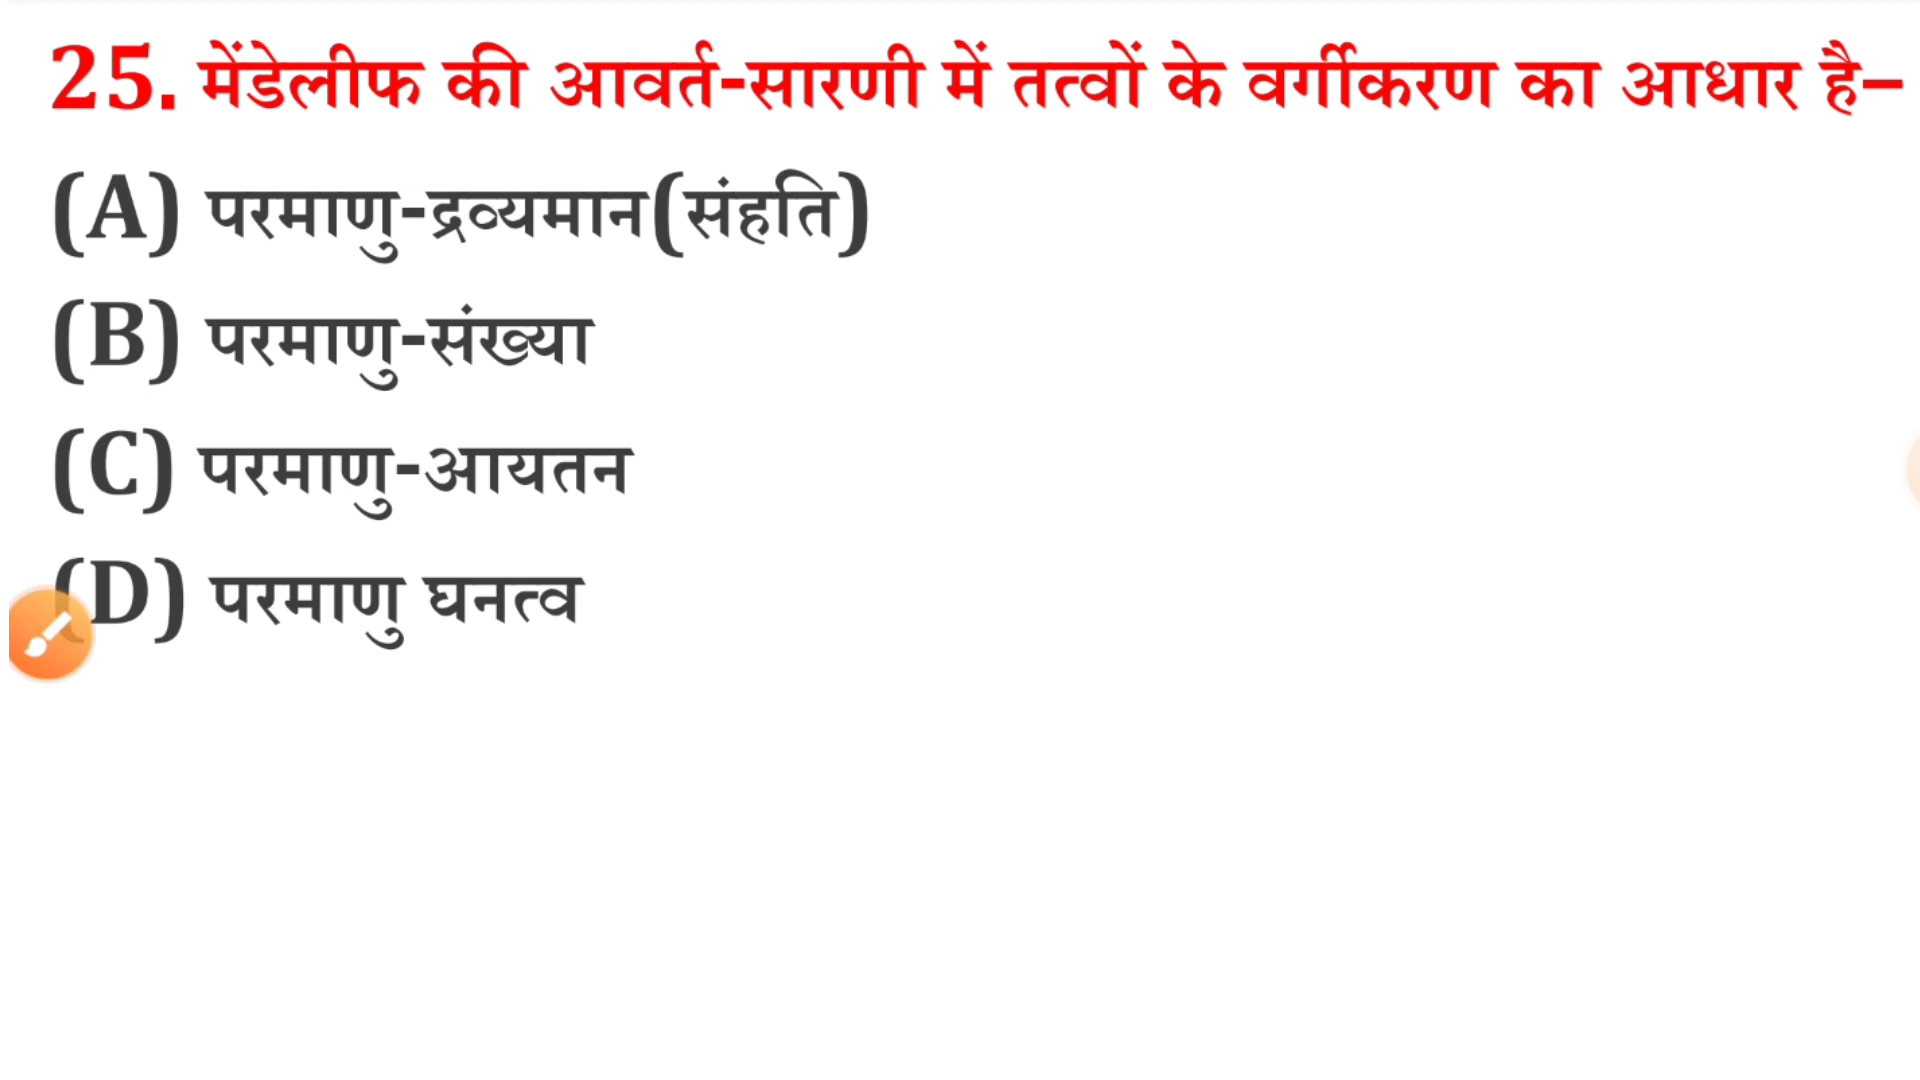 25. मेंडेलीफ की आवर्त-सारणी में तत्वों के वर्गीकरण का आधार है–
(A) परमाणु-द्रव्यमान(संहति)
(B) परमाणु-संख्या
(C) परमाणु-आयतन
(D) परमाणु घनत्व